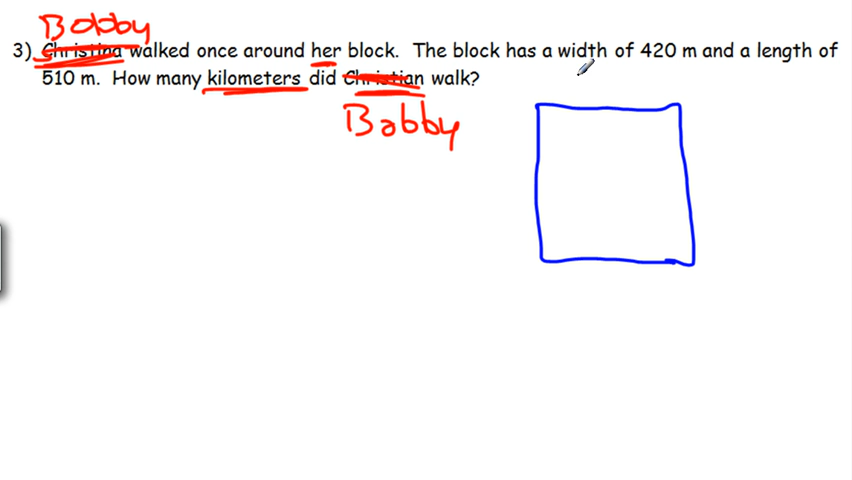 Bobby
3) Christina walked once around her block. The block has a width of 420 m and a length of
510 m. How many kilometers did Christian walk?
Bobby